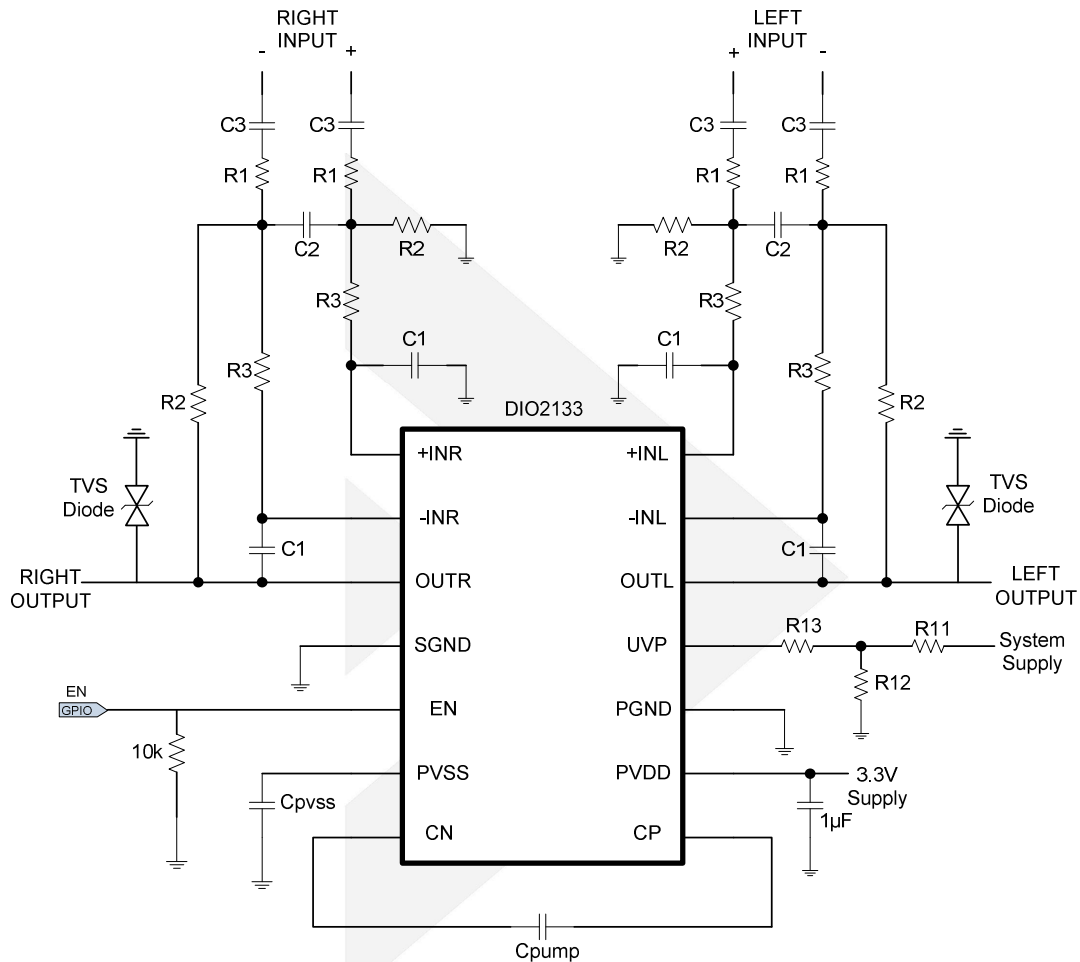 RIGHT
INPUT
LEFT
INPUT
-
+
+
-
C3
C3
C3
C3
R1
R1
R1
R1
C2
R2
R2
C2
R3
R3
C1
C1
R3
R3
R2
R2
DIO2133
TVS
Diode
TVS
Diode
+INR
+INL
-INR
-INL
C1
C1
RIGHT
OUTPUT
OUTR
OUTL
LEFT
OUTPUT
SGND
UVP
R13
R11
System
Supply
R12
EN
GPIO
EN
PGND
10k
PVSS
PVDD
3.3V
Supply
Cpvss
1µF
CN
CP
Cpump